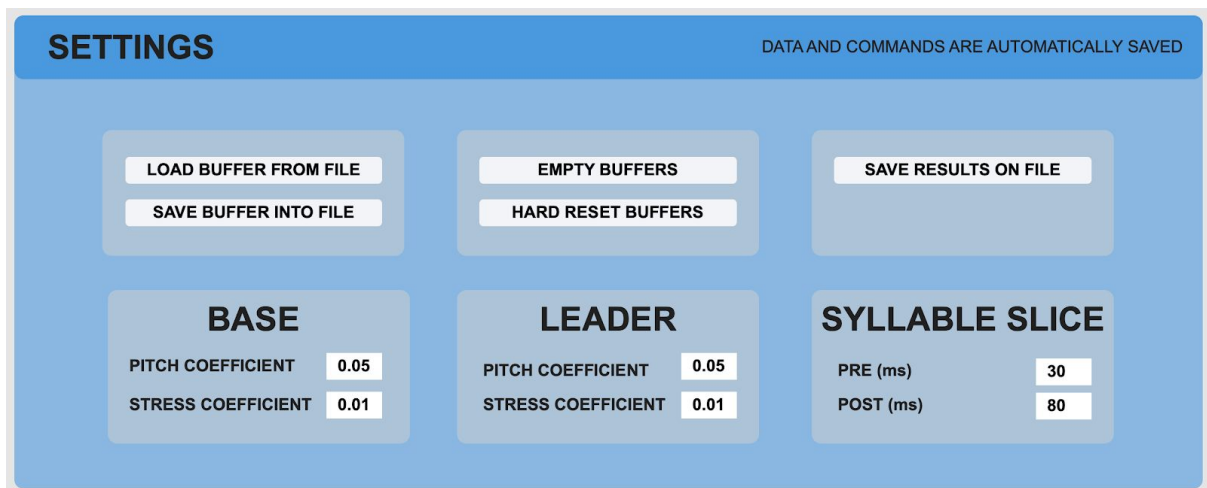 SETTINGS
DATA AND COMMANDS ARE AUTOMATICALLY SAVED
LOAD BUFFER FROM FILE
SAVE BUFFER INTO FILE
EMPTY BUFFERS
HARD RESET BUFFERS
SAVE RESULTS ON FILE
BASE
PITCH COEFFICIENT 0.05
STRESS COEFFICIENT 0.01
LEADER
PITCH COEFFICIENT 0.05
STRESS COEFFICIENT 0.01
SYLLABLE SLICE
PRE (ms) 30
POST (ms) 80